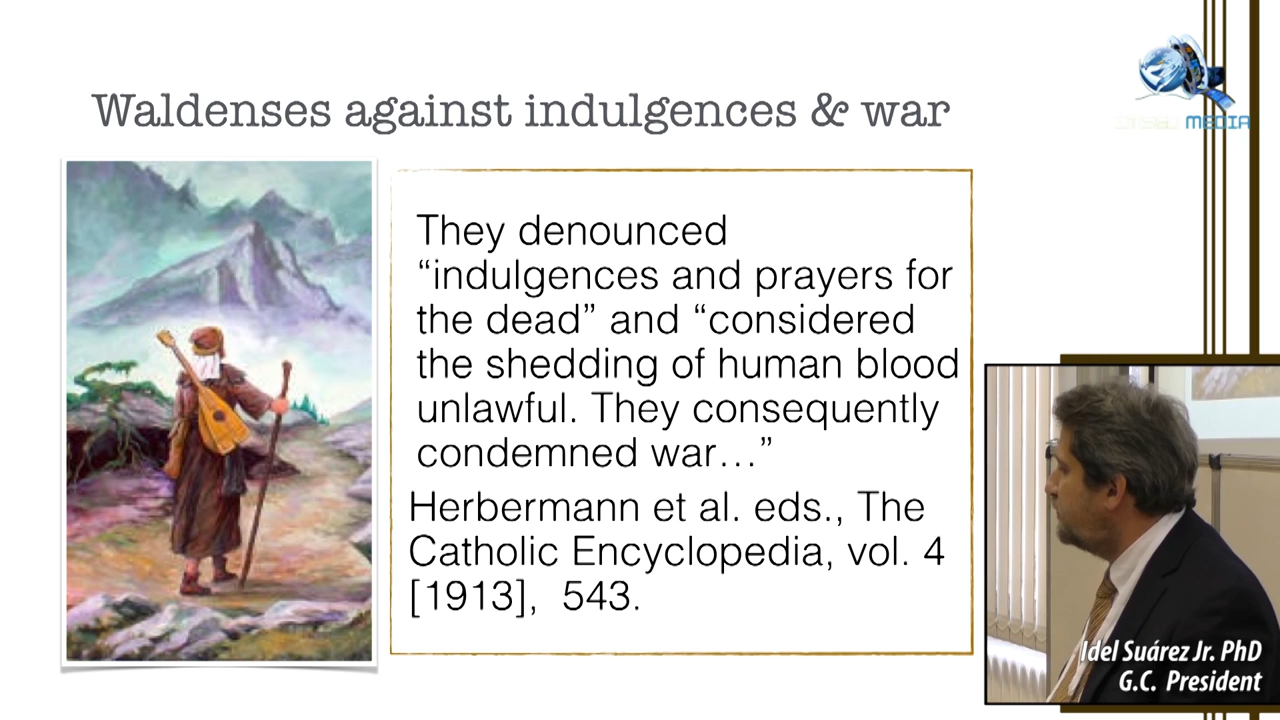 Waldenses against indulgences & war
MEDIA
They denounced
“indulgences and prayers for
the dead” and “considered
the shedding of human blood
unlawful. They consequently
condemned war…”
Herbermann et al. eds., The
Catholic Encyclopedia, vol. 4
[1913],  543.
Idel Suárez Jr. PhD
G.C. President